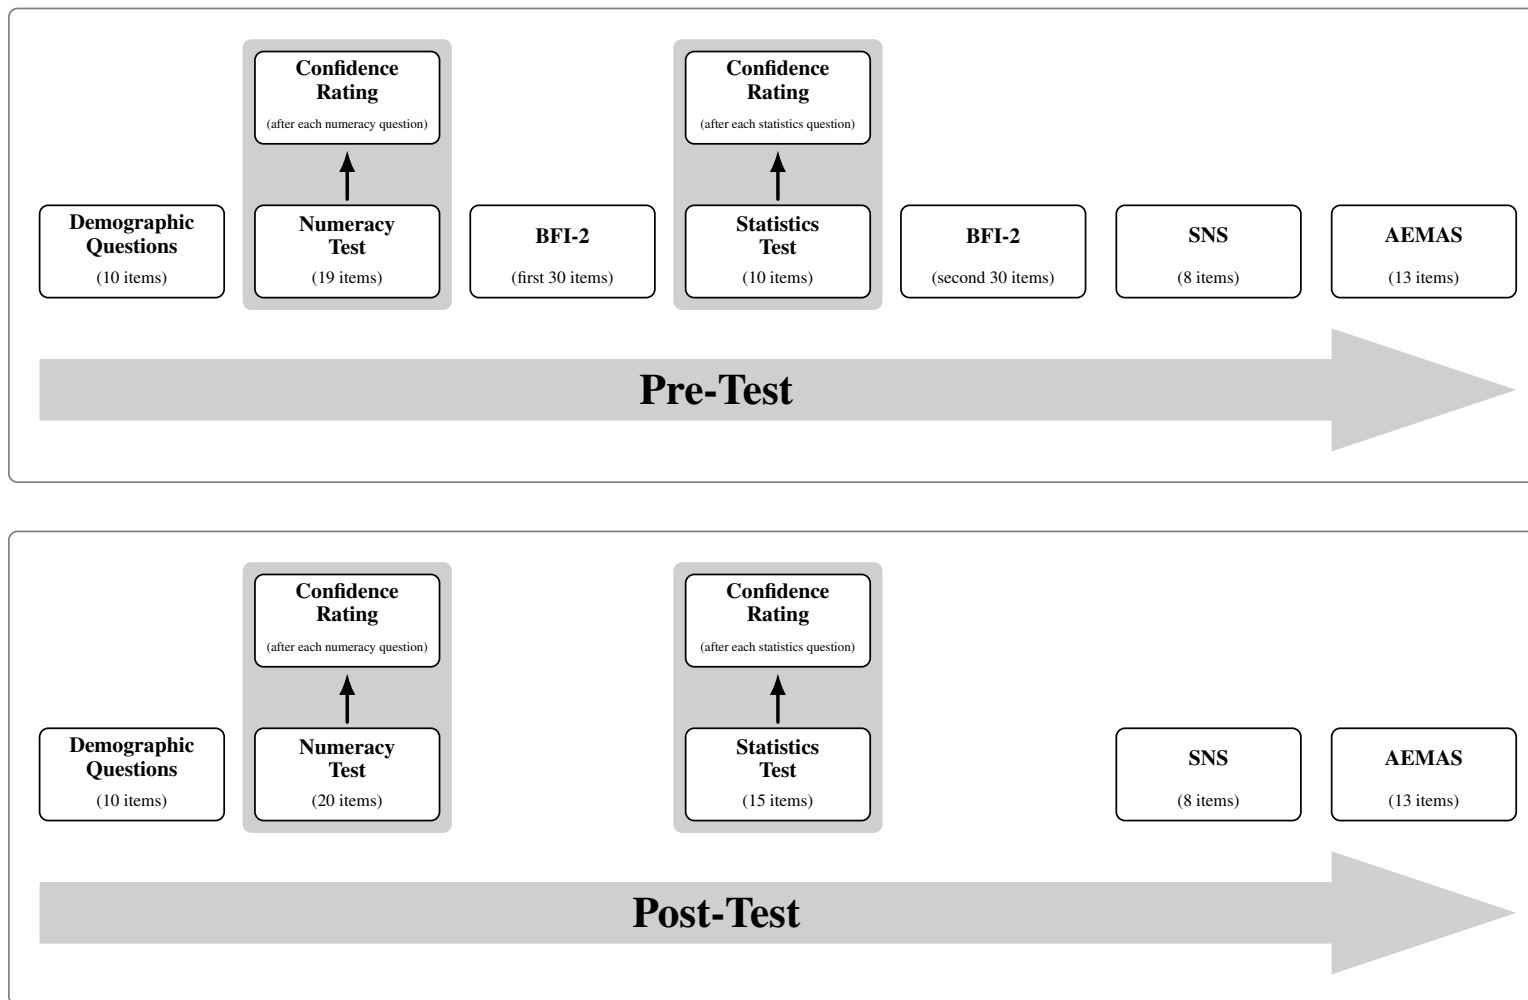 Confidence
Rating
(after each numeracy question)
Confidence
Rating
(after each statistics question)
Demographic
Questions
(10 items)
Numeracy
Test
(19 items)
BFI-2
(first 30 items)
Statistics
Test
(10 items)
BFI-2
(second 30 items)
SNS
(8 items)
AEMAS
(13 items)
Pre-Test
Confidence
Rating
(after each numeracy question)
Confidence
Rating
(after each statistics question)
Demographic
Questions
(10 items)
Numeracy
Test
(20 items)
Statistics
Test
(15 items)
SNS
(8 items)
AEMAS
(13 items)
Post-Test